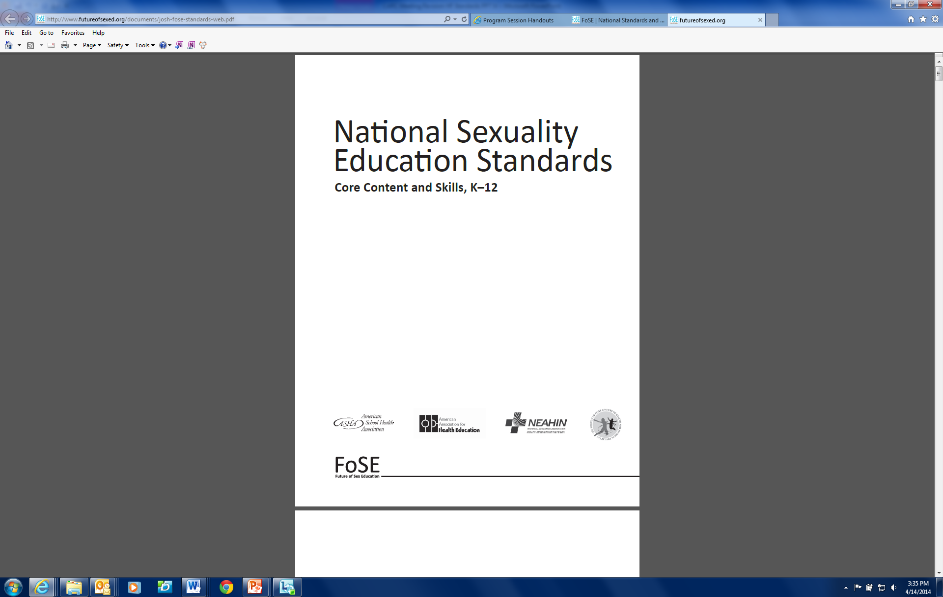 http://www.futureofsexed.org/documents/josh-fose-standards-web.pdf
Program Session Handouts
FoSE : National Standards and ...
futureofsexed.org
File Edit Go to Favorites Help
Page Safety Tools
National Sexuality
Education Standards
Core Content and Skills, K–12
American
School Health
Association
American
Association for
Health Education
NEAHIN
FoSE
Future of Sex Education
3:35 PM
4/14/2014